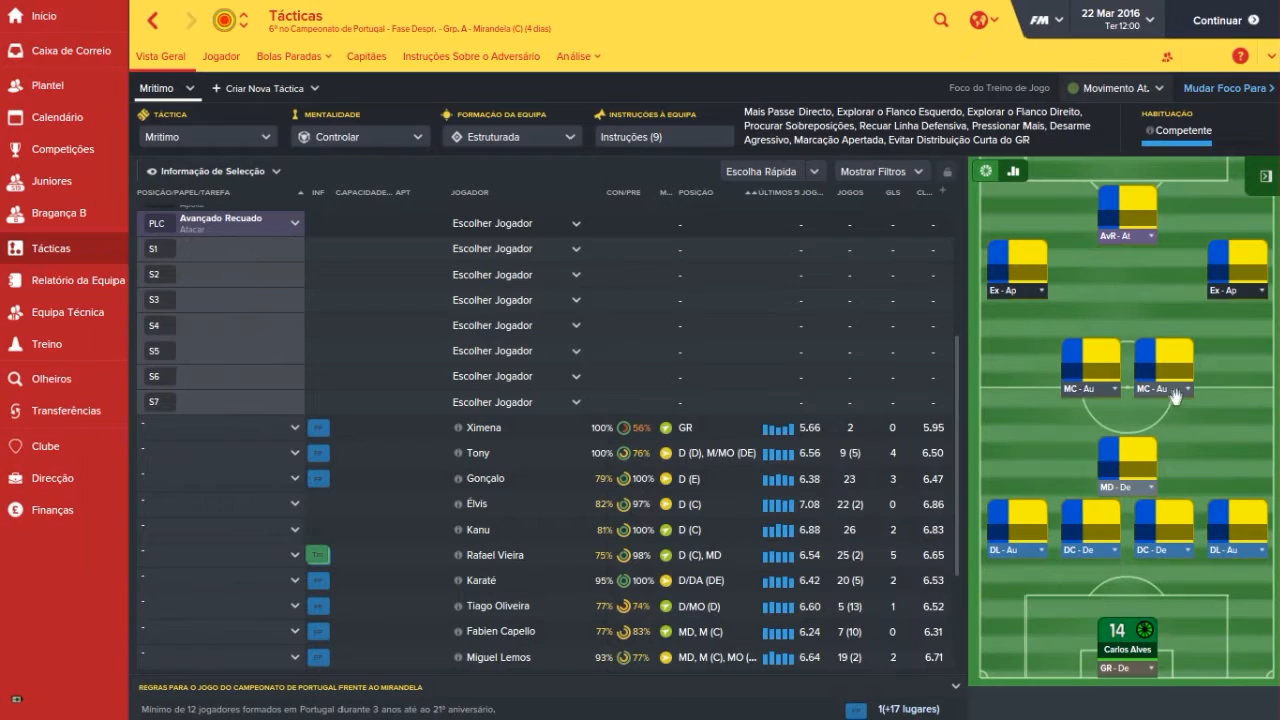 Início
Caixa de Correio
Plantel
Calendário
Competições
Juniores
Bragança B
Tácticas
Relatório da Equipa
Equipa Técnica
Treino
Olheiros
Transferências
Clube
Direcção
Finanças
Tácticas
6º no Campeonato de Portugal - Fase Despr. - Grp. A - Mirandela (C) (4 dias)
FM
22 Mar 2016
Ter 12:00
Continuar
Vista Geral
Jogador
Bolas Paradas
Capitães
Instruções Sobre o Adversário
Análise
Mritimo
Criar Nova Táctica
Foco do Treino de Jogo
Movimento At.
Mudar Foco Para
TÁCTICA
Mritimo
MENTALIDADE
Controlar
FORMAÇÃO DA EQUIPA
Estruturada
INSTRUÇÕES À EQUIPA
Instruções (9)
Mais Passe Directo, Explorar o Flanco Esquerdo, Explorar o Flanco Direito,
Procurar Sobreposições, Recuar Linha Defensiva, Pressionar Mais, Desarme
Agressivo, Marcação Apertada, Evitar Distribuição Curta do GR
HABITUAÇÃO
Competente
Informação de Selecção
Escolha Rápida
Mostrar Filtros
POSIÇÃO/PAPEL/TAREFA INF CAPACIDADE... APT JOGADOR CON/PRE M... POSIÇÃO ÚLTIMOS 5 JOG... JOGOS GLS CL...
PLC Avançado Recuado Escolher Jogador - - - - -
Atacar
S1 Escolher Jogador - - - - -
S2 Escolher Jogador - - - - -
S3 Escolher Jogador - - - - -
S4 Escolher Jogador - - - - -
S5 Escolher Jogador - - - - -
S6 Escolher Jogador - - - - -
S7 Escolher Jogador - - - - -
- FP Ximena 100% 56% GR 5.66 2 0 5.95
- FP Tony 100% 76% D (D), M/MO (DE) 6.56 9 (5) 4 6.50
- FP Gonçalo 79% 100% D (E) 6.38 23 3 6.47
- Élvis 82% 97% D (C) 7.08 22 (2) 0 6.86
- Kanu 81% 100% D (C) 6.88 26 2 6.83
- Rafael Vieira 75% 98% D (C), MD 6.54 25 (2) 5 6.65
- FP Karaté 95% 100% D/DA (DE) 6.42 20 (5) 2 6.53
- FP Tiago Oliveira 77% 74% D/MO (D) 6.60 5 (13) 1 6.52
- FP Fabien Capello 77% 83% MD, M (C) 6.24 7 (10) 0 6.31
- FP Miguel Lemos 93% 77% MD, M (C), MO (... 6.64 19 (2) 2 6.71
REGRAS PARA O JOGO DO CAMPEONATO DE PORTUGAL FRENTE AO MIRANDELA
Mínimo de 12 jogadores formados em Portugal durante 3 anos até ao 21º aniversário.
FP 1(+17 lugares)
AvR - At
Ex - Ap
Ex - Ap
MC - Au
MC - Au
MD - De
DL - Au
DC - De
DC - De
DL - Au
14
Carlos Alves
GR - De